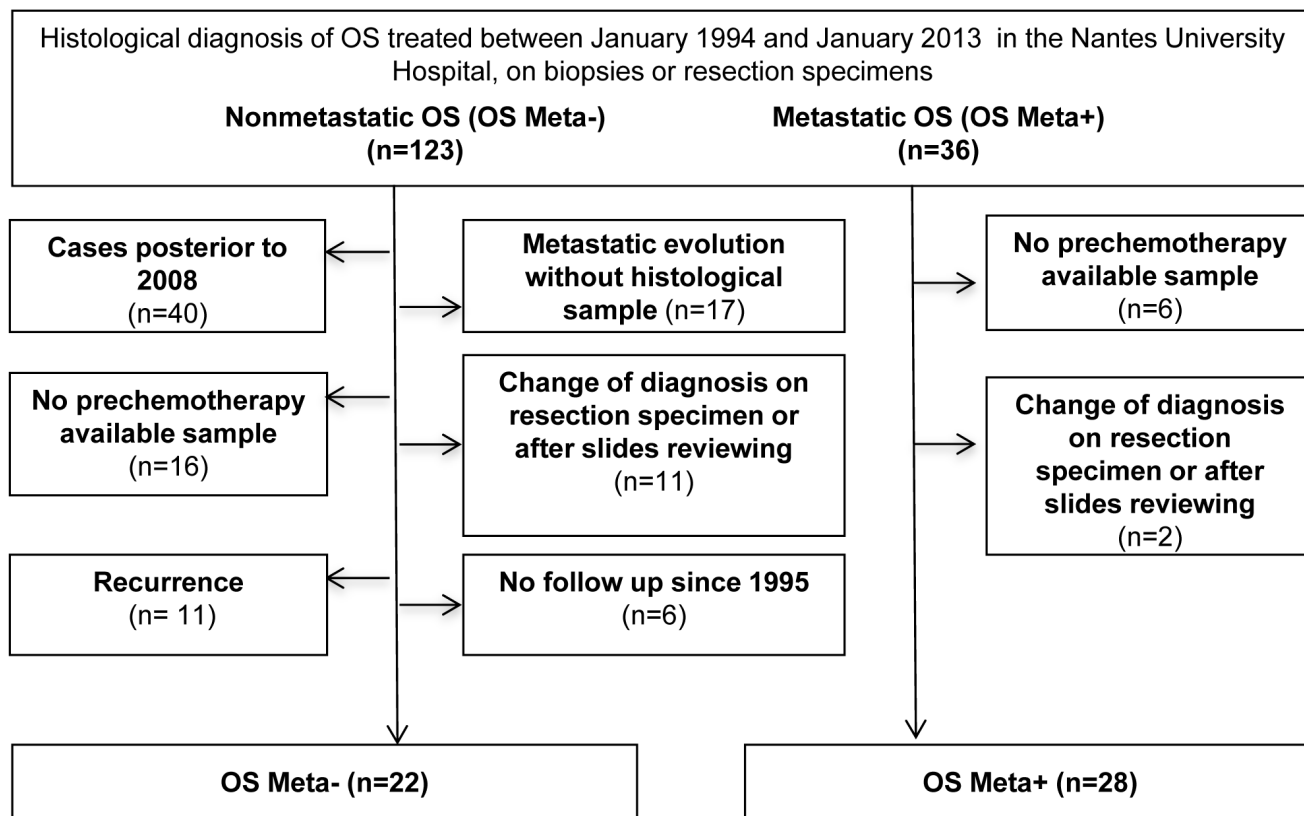 Histological diagnosis of OS treated between January 1994 and January 2013 in the Nantes University
Hospital, on biopsies or resection specimens
Nonmetastatic OS (OS Meta-)
(n=123)
Metastatic OS (OS Meta+)
(n=36)
Cases posterior to
2008
(n=40)
Metastatic evolution
without histological
sample (n=17)
No prechemotherapy
available sample
(n=6)
No prechemotherapy
available sample
(n=16)
Change of diagnosis on
resection specimen or
after slides reviewing
(n=11)
Change of diagnosis
on resection
specimen or after
slides reviewing
(n=2)
Recurrence
(n= 11)
No follow up since 1995
(n=6)
OS Meta- (n=22)
OS Meta+ (n=28)